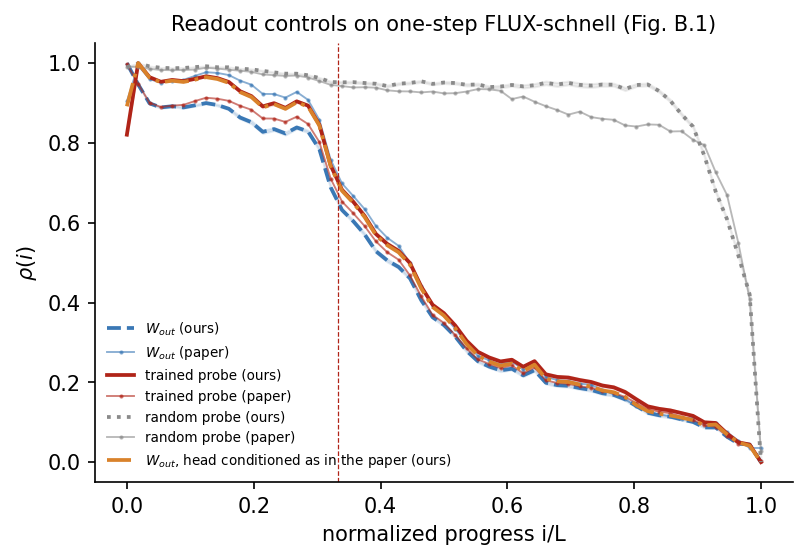 Readout controls on one-step FLUX-schnell (Fig. B.1)
1.0
0.8
0.6
0.4
0.2
0.0
ρ(i)
W_out (ours)
W_out (paper)
trained probe (ours)
trained probe (paper)
random probe (ours)
random probe (paper)
W_out, head conditioned as in the paper (ours)
0.0 0.2 0.4 0.6 0.8 1.0
normalized progress i/L